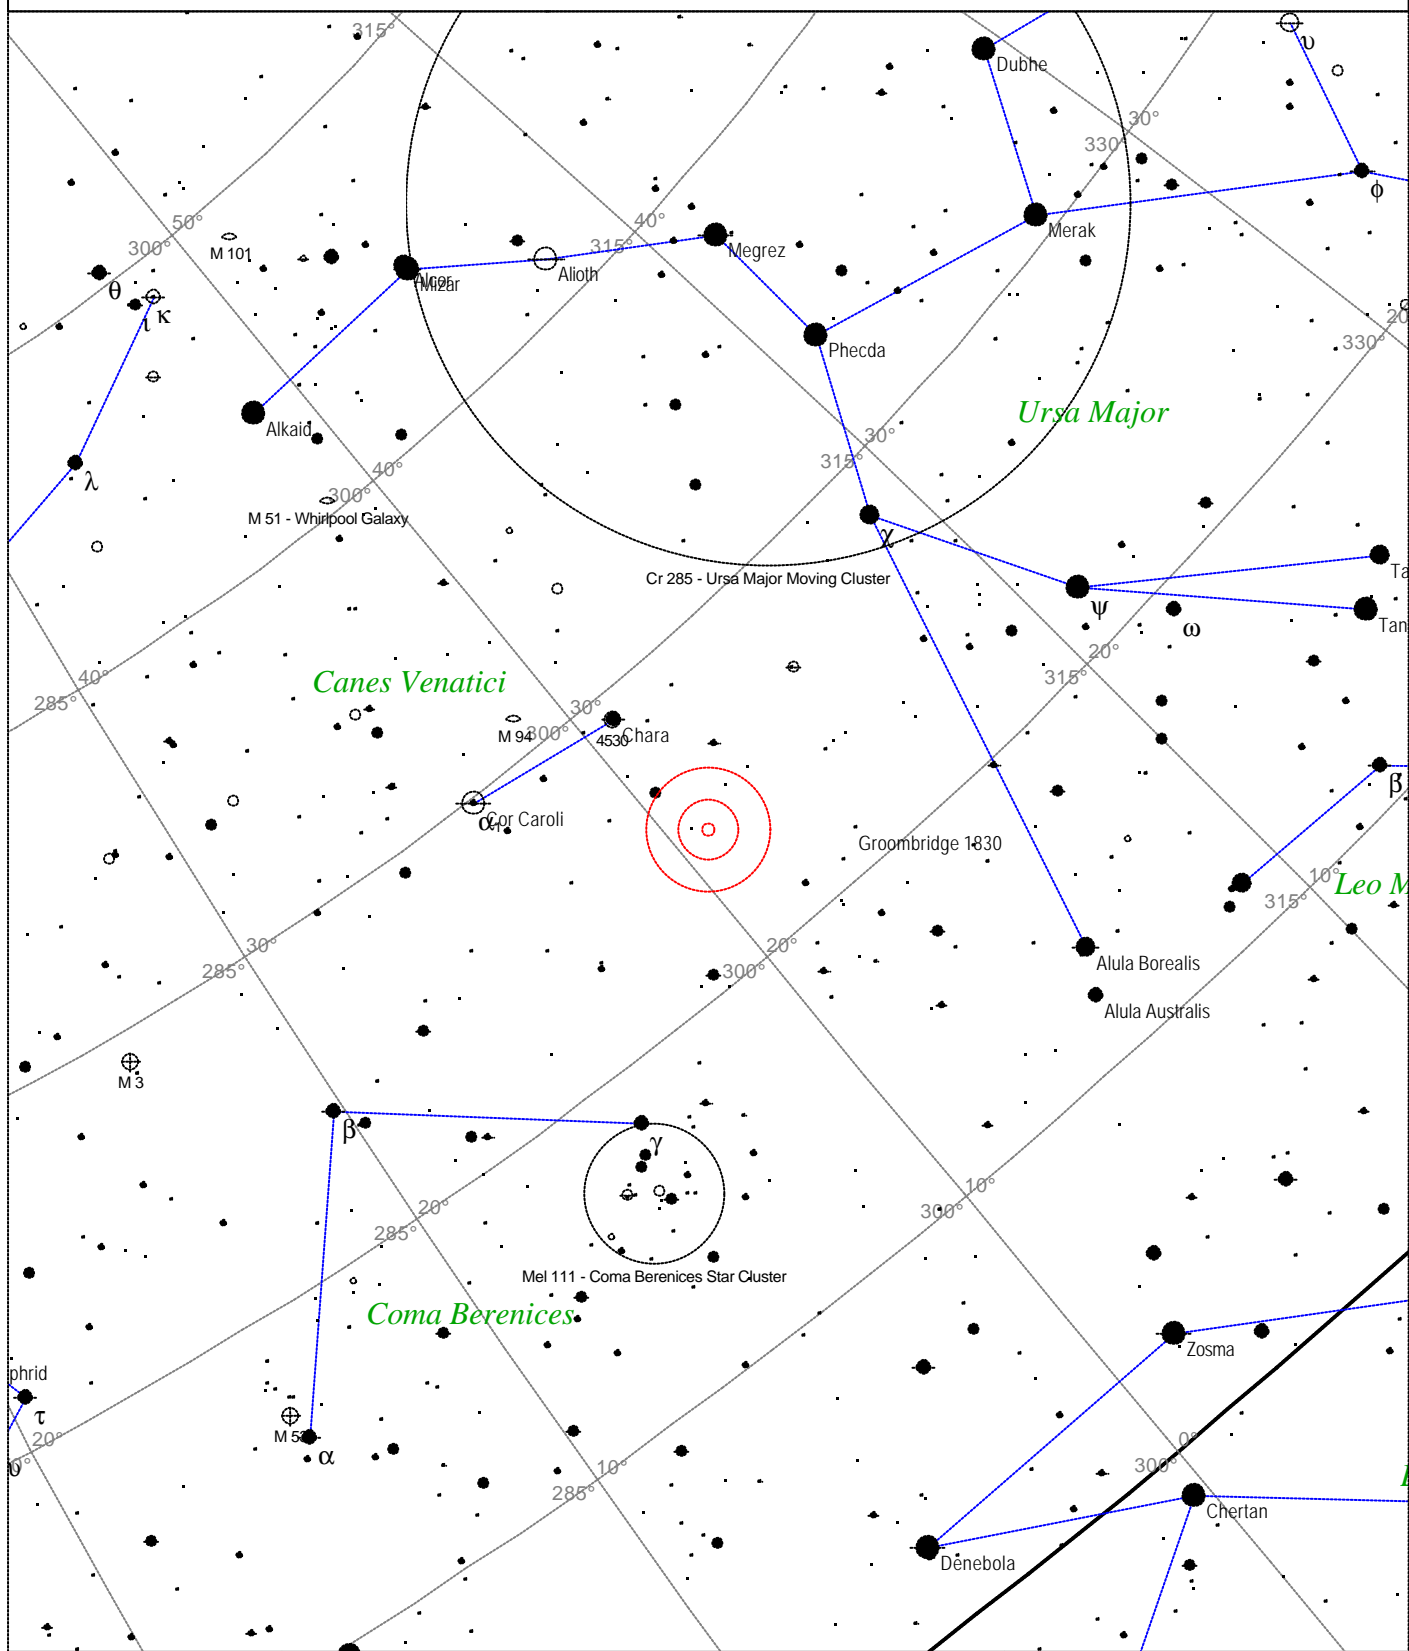 315°
Dubhe
υ
30°
330°
ϕ
50°
300°
M 101
40°
315°
Megrez
Merak
Alioth
Alcor
Mizar
θ
ι
κ
20
330°
Phecda
Ursa Major
Alkaid
30°
315°
40°
300°
λ
M 51 - Whirlpool Galaxy
χ
Cr 285 - Ursa Major Moving Cluster
Ta
ψ
ω
Tan
20°
315°
Canes Venatici
40°
285°
30°
300°
M 94
4530
Chara
β
α1
Cor Caroli
Groombridge 1830
10°
315°
Leo M
30°
285°
20°
300°
Alula Borealis
Alula Australis
M 3
β
γ
20°
285°
10°
300°
Mel 111 - Coma Berenices Star Cluster
Coma Berenices
Zosma
phrid
τ
20°
0°
υ
M 53
α
10°
285°
0°
300°
Chertan
Denebola